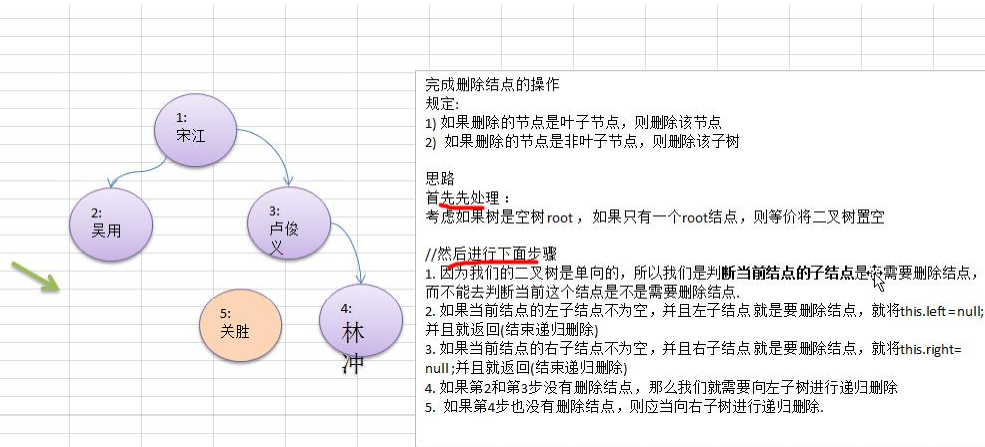 1:
宋江
2:
吴用
3:
卢俊
义
4:
林
冲
5:
关胜
完成删除结点的操作
规定:
1) 如果删除的节点是叶子节点，则删除该节点
2) 如果删除的节点是非叶子节点，则删除该子树
思路
首先先处理：
考虑如果树是空树root，如果只有一个root结点，则等价将二叉树置空
//然后进行下面步骤
1. 因为我们的二叉树是单向的，所以我们是判断当前结点的子结点是 需要删除结点，
而不能去判断当前这个结点是不是需要删除结点.
2. 如果当前结点的左子结点不为空，并且左子结点 就是要删除结点，就将this.left=null;
并且就返回(结束递归删除)
3. 如果当前结点的右子结点不为空，并且右子结点 就是要删除结点，就将this.right=
null ;并且就返回(结束递归删除)
4. 如果第2和第3步没有删除结点，那么我们就需要向左子树进行递归删除
5. 如果第4步也没有删除结点，则应当向右子树进行递归删除.